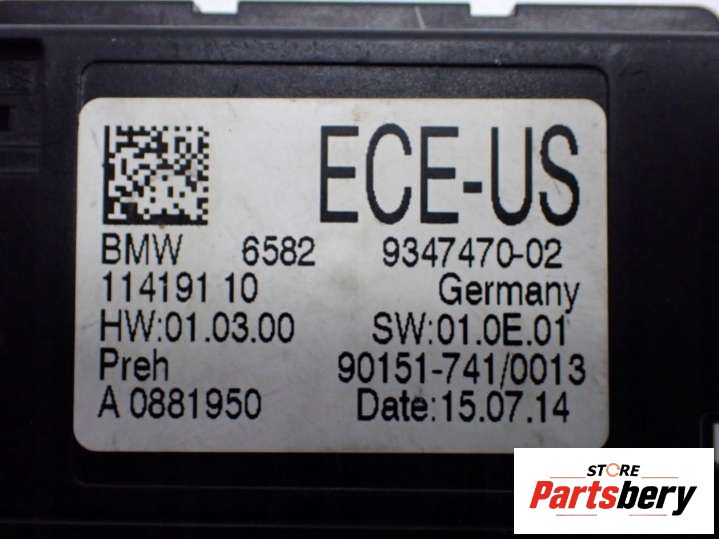 ECE-US
BMW 6582 9347470-02
114191 10 Germany
HW:01.03.00 SW:01.0E.01
Preh 90151-741/0013
A 0881950 Date:15.07.14
STORE
Partsbery